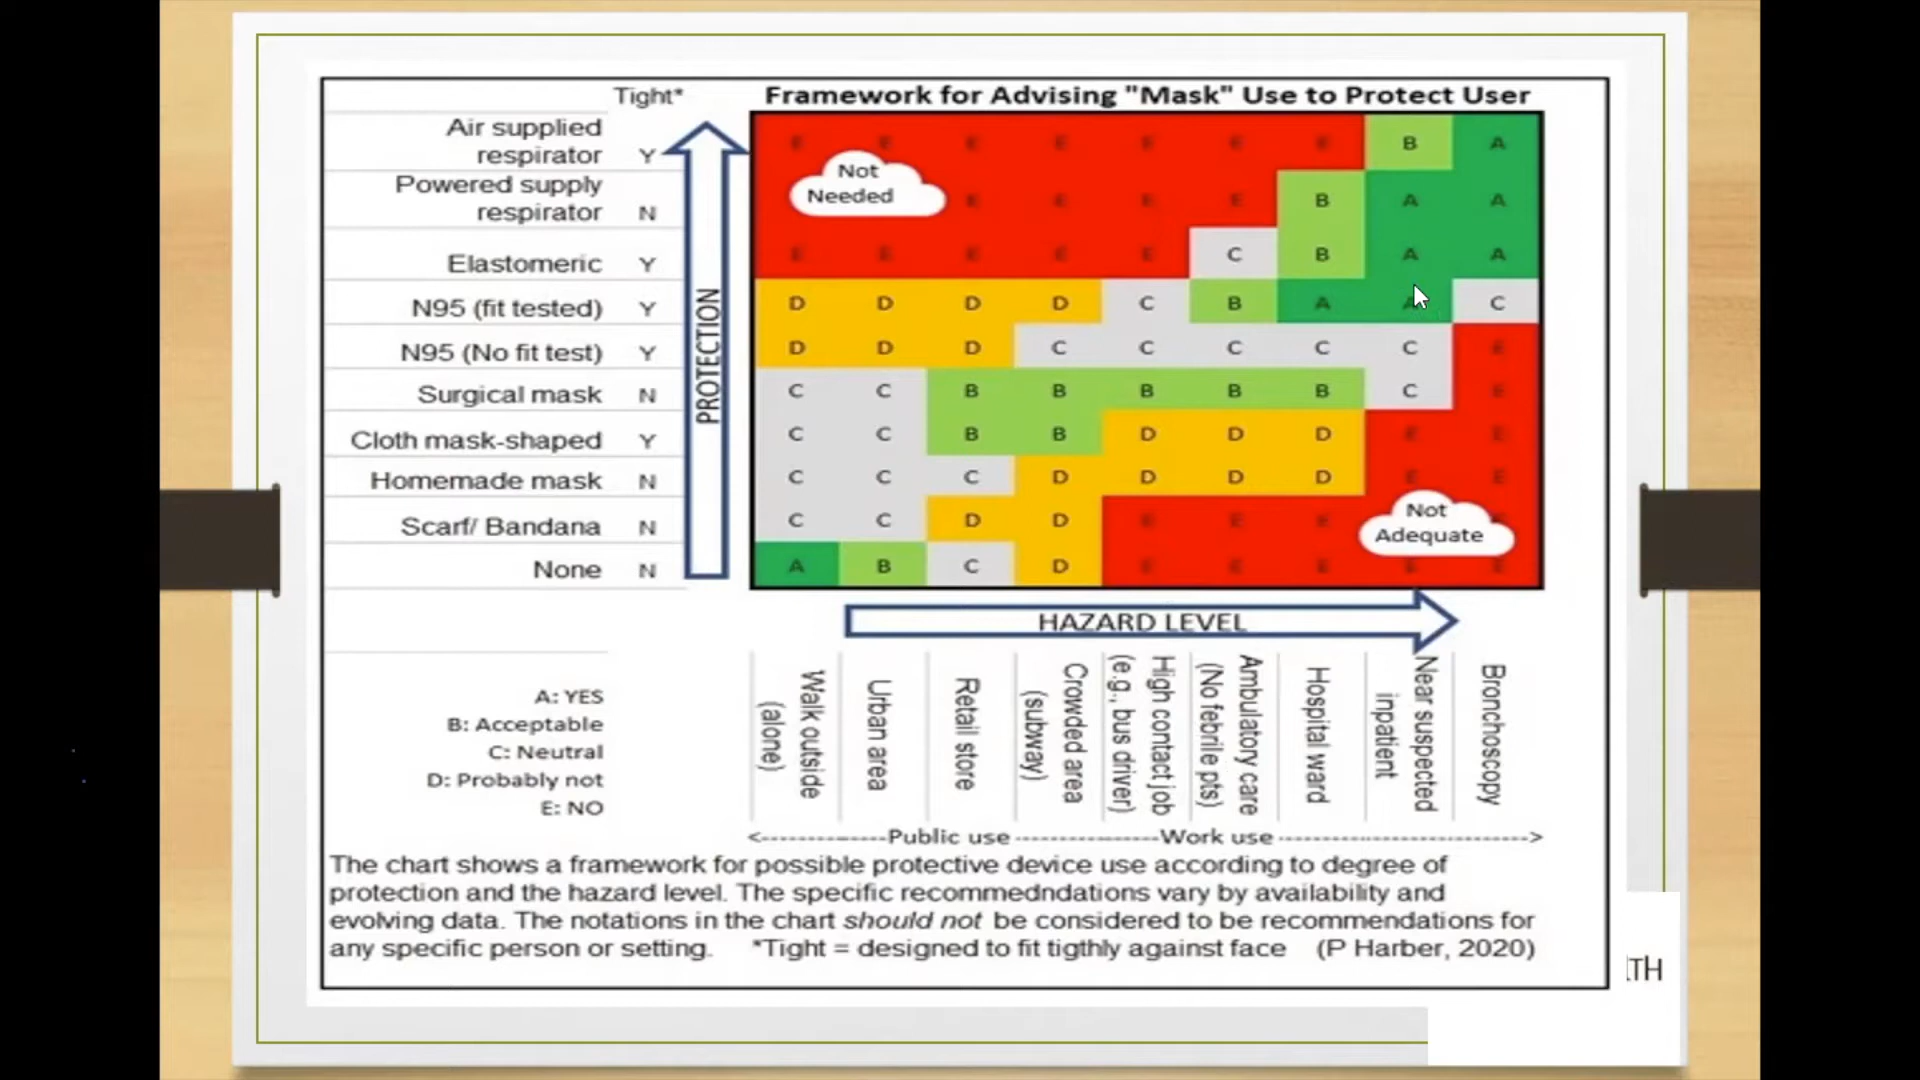 Tight*
Framework for Advising "Mask" Use to Protect User
Air supplied
respirator Y E E E E E E E B A
Not
Needed
Powered supply
respirator N E E E E B A A
Elastomeric Y E E E E E C B A A
N95 (fit tested) Y D D D D C B A A C
N95 (No fit test) Y D D D C C C C C E
Surgical mask N C C B B B B B C E
Cloth mask-shaped Y C C B B D D D E E
Homemade mask N C C C D D D D E E
Scarf/ Bandana N C C D D E E E E
Not
Adequate
None N A B C D E E E E E
PROTECTION
HAZARD LEVEL
Walk outside
(alone)
Urban area
Retail store
Crowded area
(subway)
High contact job
(e.g., bus driver)
Ambulatory care
(No febrile pts)
Hospital ward
Near suspected
inpatient
Bronchoscopy
A: YES
B: Acceptable
C: Neutral
D: Probably not
E: NO
<-------------Public use --------------Work use -------------------------->
The chart shows a framework for possible protective device use according to degree of
protection and the hazard level. The specific recommedndations vary by availability and
evolving data. The notations in the chart should not be considered to be recommendations for
any specific person or setting. *Tight = designed to fit tigthly against face (P Harber, 2020)
TH